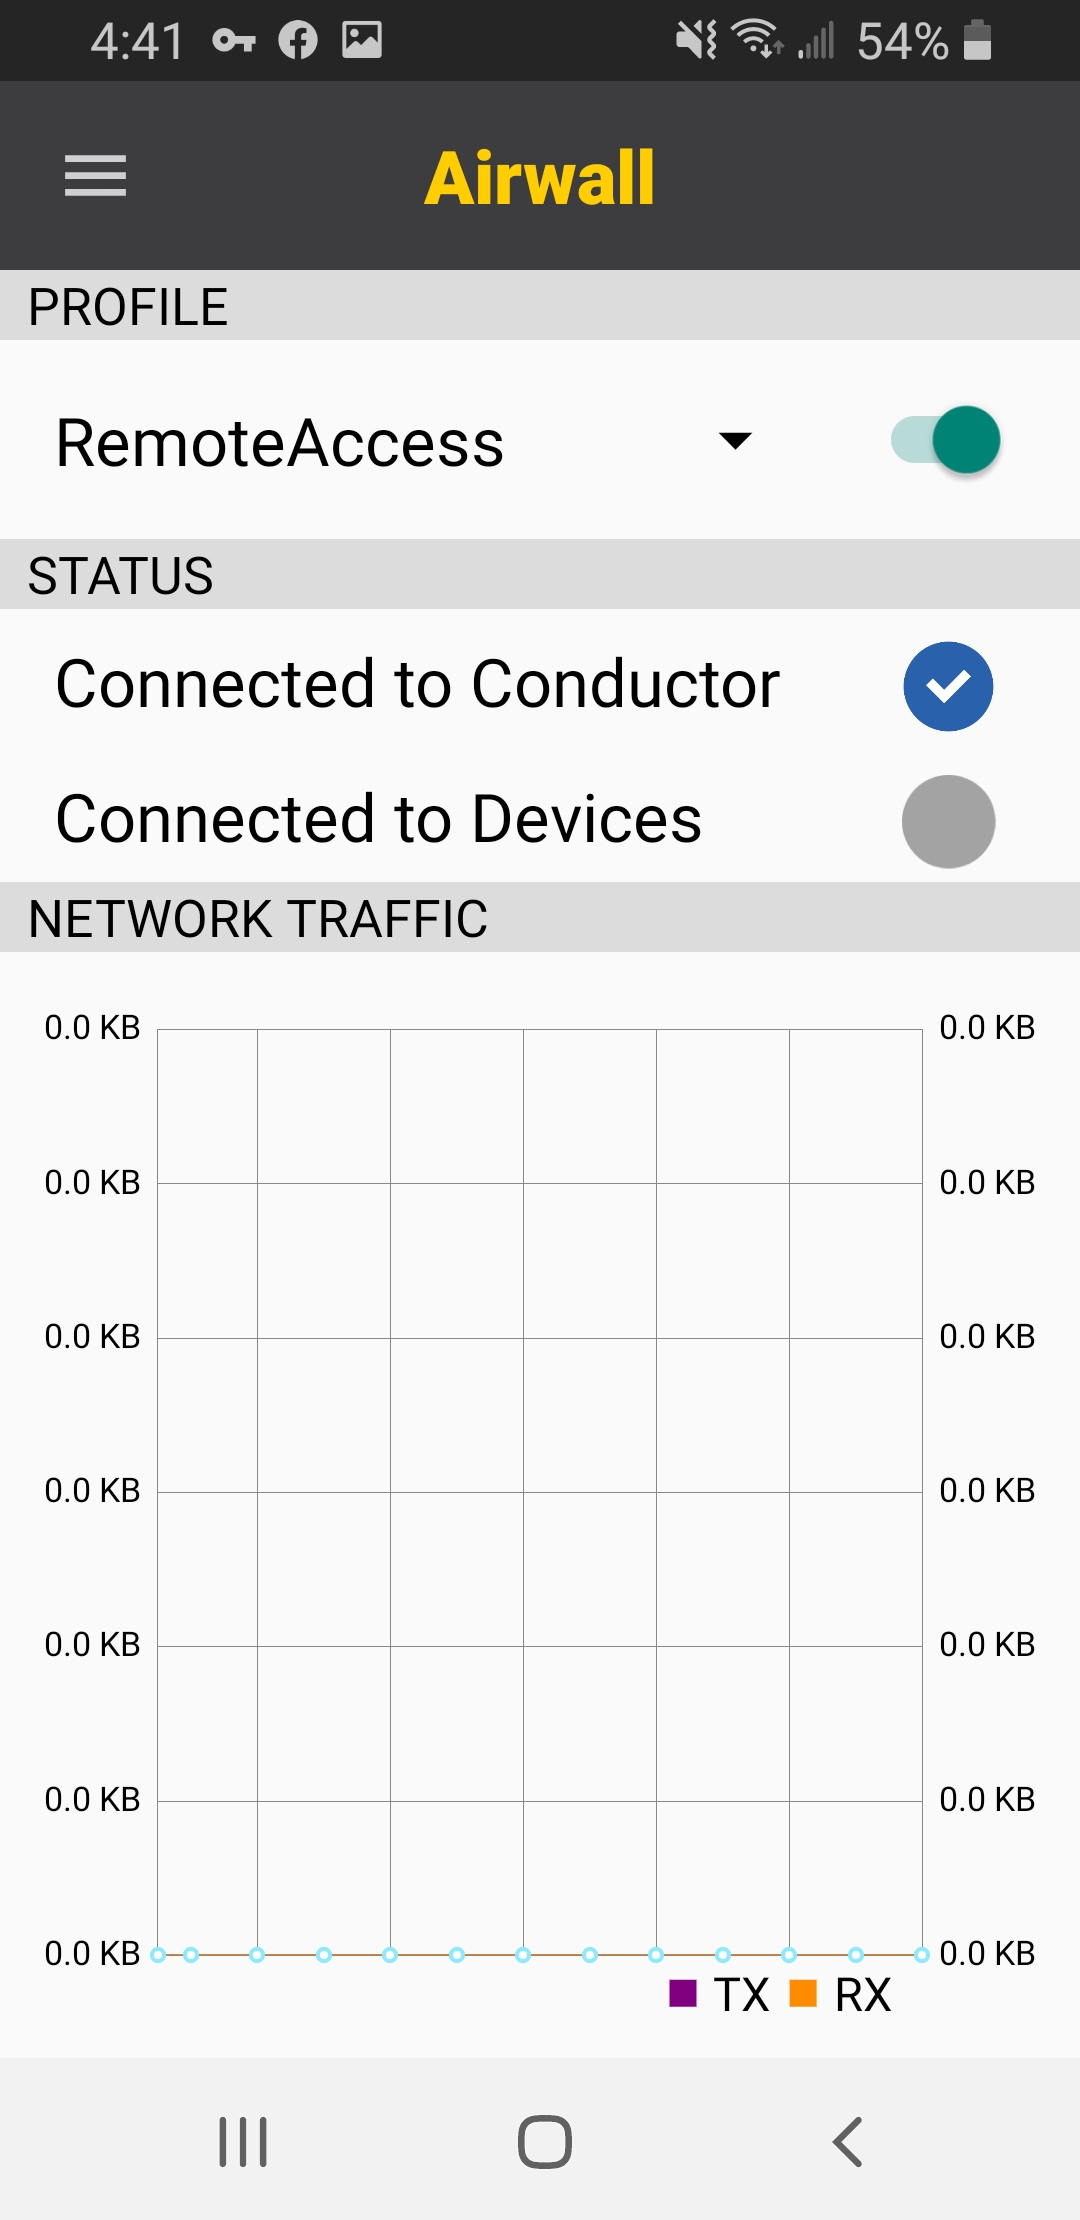 4:41 54%
Airwall
PROFILE
RemoteAccess
STATUS
Connected to Conductor
Connected to Devices
NETWORK TRAFFIC
0.0 KB 0.0 KB
0.0 KB 0.0 KB
0.0 KB 0.0 KB
0.0 KB 0.0 KB
0.0 KB 0.0 KB
0.0 KB 0.0 KB
0.0 KB 0.0 KB
TX RX